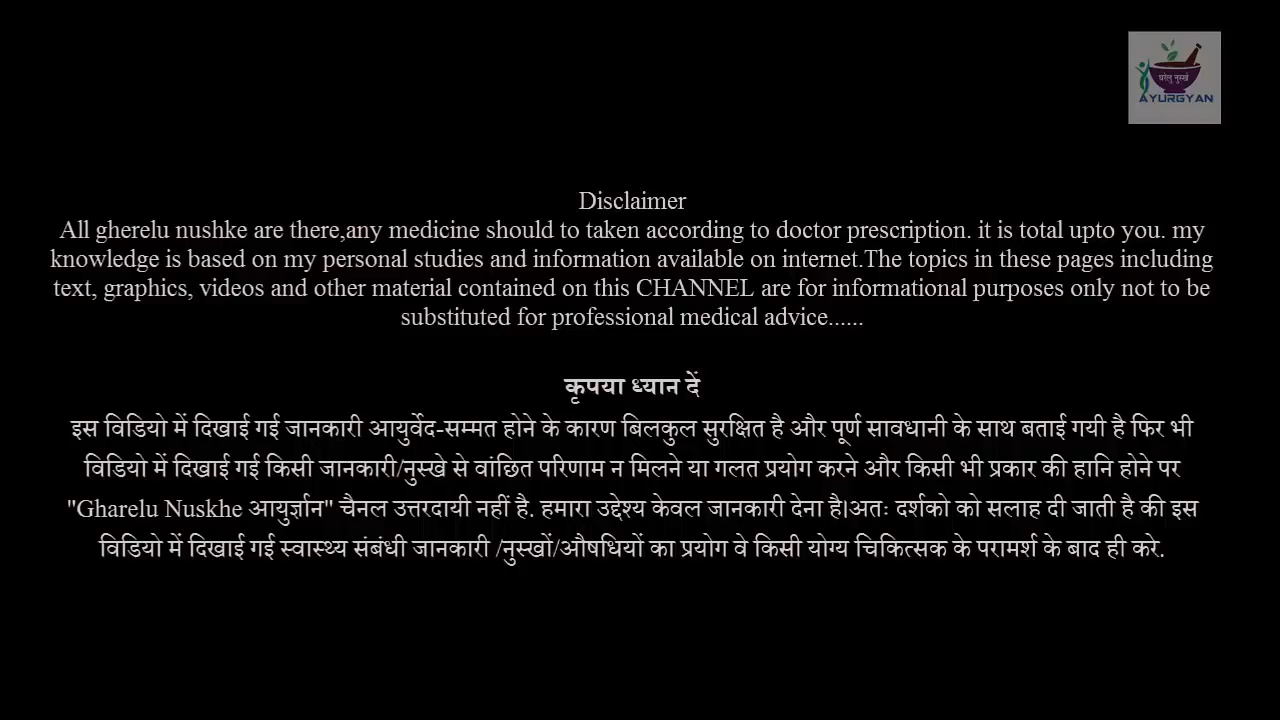 घरेलु नुस्खे
AYURGYAN
Disclaimer
All gherelu nushke are there,any medicine should to taken according to doctor prescription. it is total upto you. my
knowledge is based on my personal studies and information available on internet.The topics in these pages including
text, graphics, videos and other material contained on this CHANNEL are for informational purposes only not to be
substituted for professional medical advice......
कृपया ध्यान दें
इस विडियो में दिखाई गई जानकारी आयुर्वेद-सम्मत होने के कारण बिलकुल सुरक्षित है और पूर्ण सावधानी के साथ बताई गयी है फिर भी
विडियो में दिखाई गई किसी जानकारी/नुस्खे से वांछित परिणाम न मिलने या गलत प्रयोग करने और किसी भी प्रकार की हानि होने पर
"Gharelu Nuskhe आयुर्ज्ञान" चैनल उत्तरदायी नहीं है. हमारा उद्देश्य केवल जानकारी देना है।अतः दर्शको को सलाह दी जाती है की इस
विडियो में दिखाई गई स्वास्थ्य संबंधी जानकारी /नुस्खों/औषधियों का प्रयोग वे किसी योग्य चिकित्सक के परामर्श के बाद ही करे.